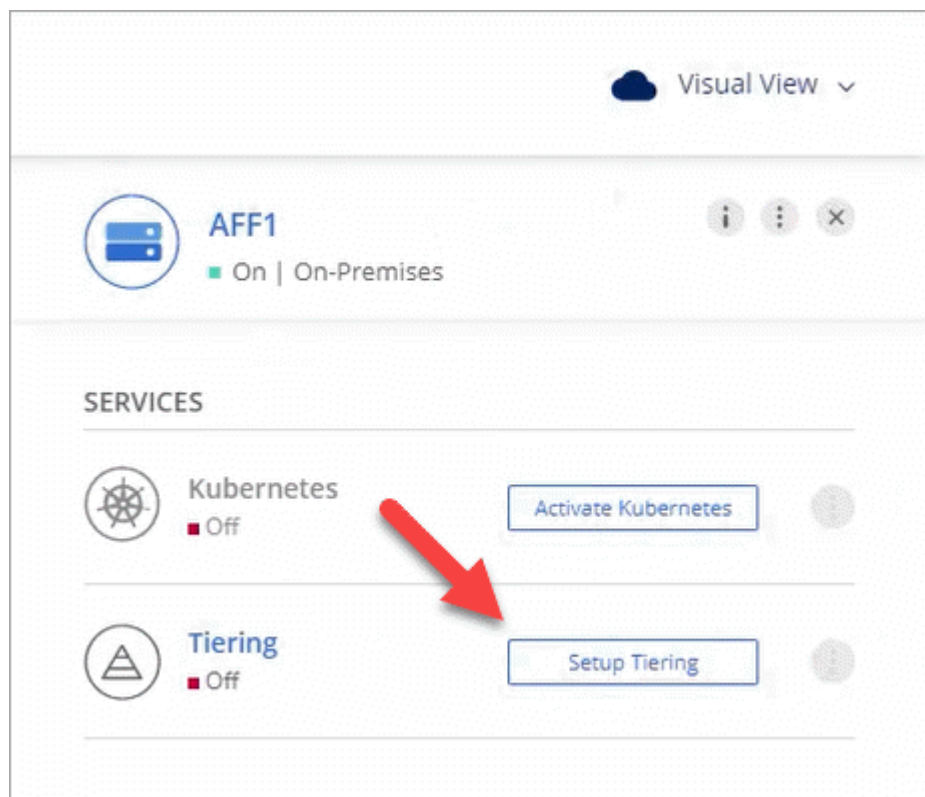 Visual View
AFF1
On | On-Premises
SERVICES
Kubernetes
Off
Activate Kubernetes
Tiering
Off
Setup Tiering